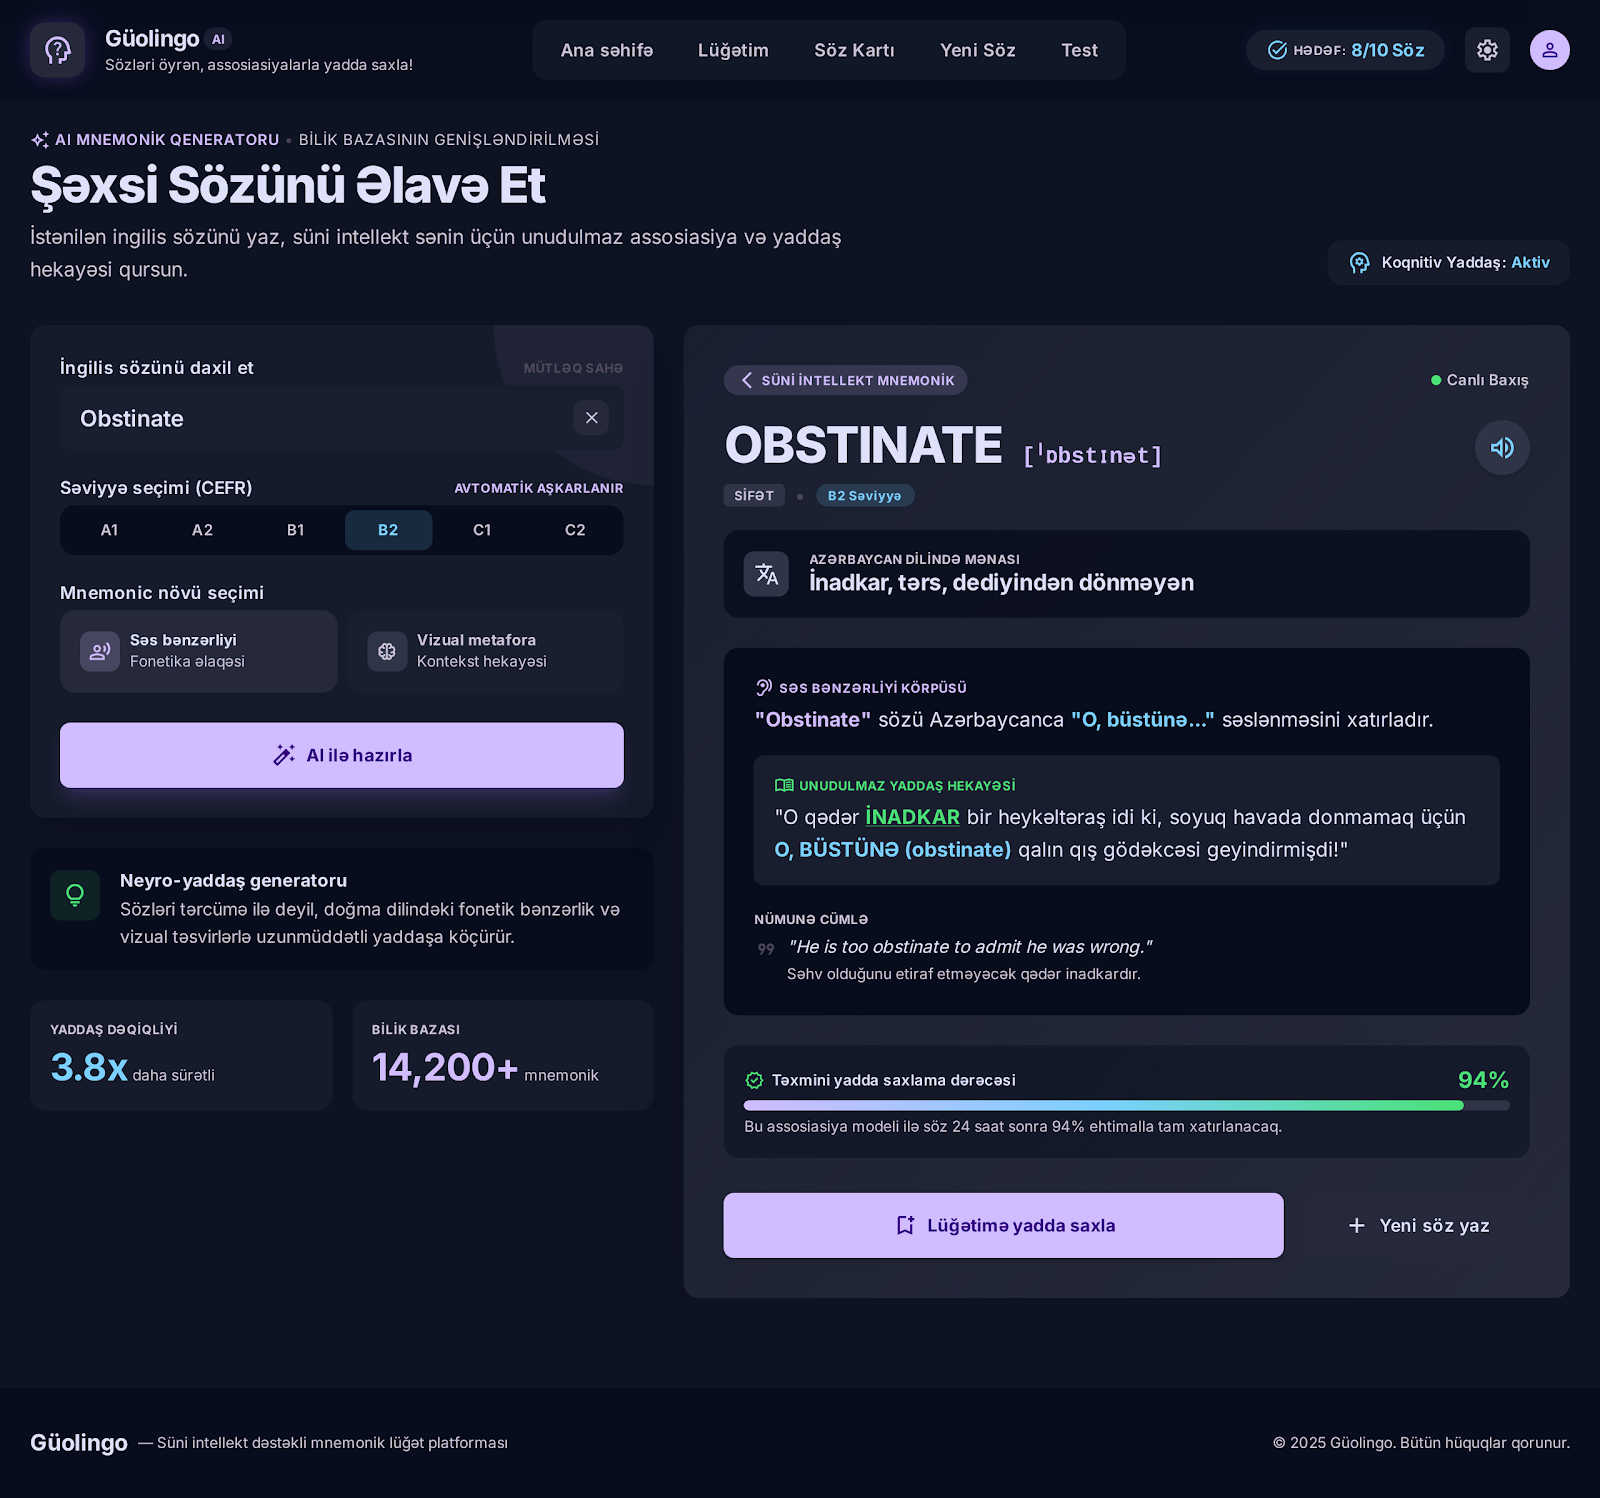 Güolingo AI
Sözləri öyrən, assosiasiyalarla yadda saxla!
Ana səhifə
Lüğətim
Söz Kartı
Yeni Söz
Test
HƏDƏF: 8/10 Söz
AI MNEMONİK QENERATORU • BİLİK BAZASININ GENİŞLƏNDİRİLMƏSİ
Şəxsi Sözünü Əlavə Et
İstənilən ingilis sözünü yaz, süni intellekt sənin üçün unudulmaz assosiasiya və yaddaş
hekayəsi qursun.
Koqnitiv Yaddaş: Aktiv
İngilis sözünü daxil et
MÜTLƏQ SAHƏ
Obstinate
Səviyyə seçimi (CEFR)
AVTOMATİK AŞKARLANIR
A1
A2
B1
B2
C1
C2
Mnemonic növü seçimi
Səs bənzərliyi
Fonetika əlaqəsi
Vizual metafora
Kontekst hekayəsi
AI ilə hazırla
Neyro-yaddaş generatoru
Sözləri tərcümə ilə deyil, doğma dilindəki fonetik bənzərlik və
vizual təsvirlərlə uzunmüddətli yaddaşa köçürür.
YADDAŞ DƏQİQLİYİ
3.8x daha sürətli
BİLİK BAZASI
14,200+ mnemonik
SÜNİ İNTELLEKT MNEMONİK
Canlı Baxış
OBSTINATE [ˈɒbstɪnət]
SİFƏT • B2 Səviyyə
AZƏRBAYCAN DİLİNDƏ MƏNASI
İnadkar, tərs, dediyindən dönməyən
SƏS BƏNZƏRLİYİ KÖRPÜSÜ
"Obstinate" sözü Azərbaycanca "O, büstünə..." səslənməsini xatırladır.
UNUDULMAZ YADDAŞ HEKAYƏSİ
"O qədər İNADKAR bir heykəltəraş idi ki, soyuq havada donmamaq üçün
O, BÜSTÜNƏ (obstinate) qalın qış gödəkcəsi geyindirmişdi!"
NÜMUNƏ CÜMLƏ
"He is too obstinate to admit he was wrong."
Səhv olduğunu etiraf etməyəcək qədər inadkardır.
Təxmini yadda saxlama dərəcəsi
94%
Bu assosiasiya modeli ilə söz 24 saat sonra 94% ehtimalla tam xatırlanacaq.
Lüğətimə yadda saxla
Yeni söz yaz
Güolingo — Süni intellekt dəstəkli mnemonik lüğət platforması
© 2025 Güolingo. Bütün hüquqlar qorunur.